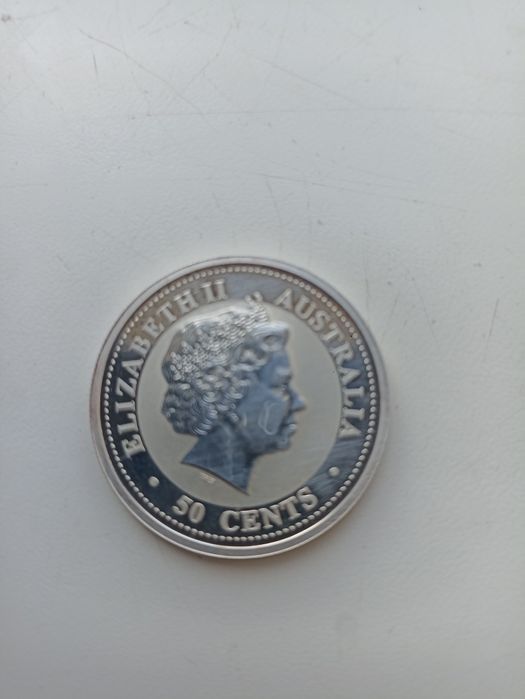 ELIZABETH II AUSTRALIA
• 50 CENTS •